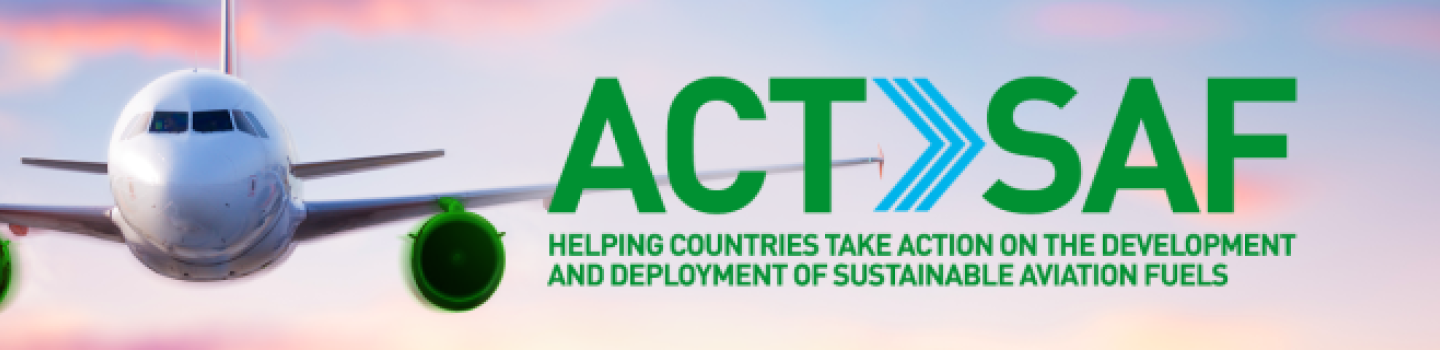 ACT SAF
HELPING COUNTRIES TAKE ACTION ON THE DEVELOPMENT
AND DEPLOYMENT OF SUSTAINABLE AVIATION FUELS